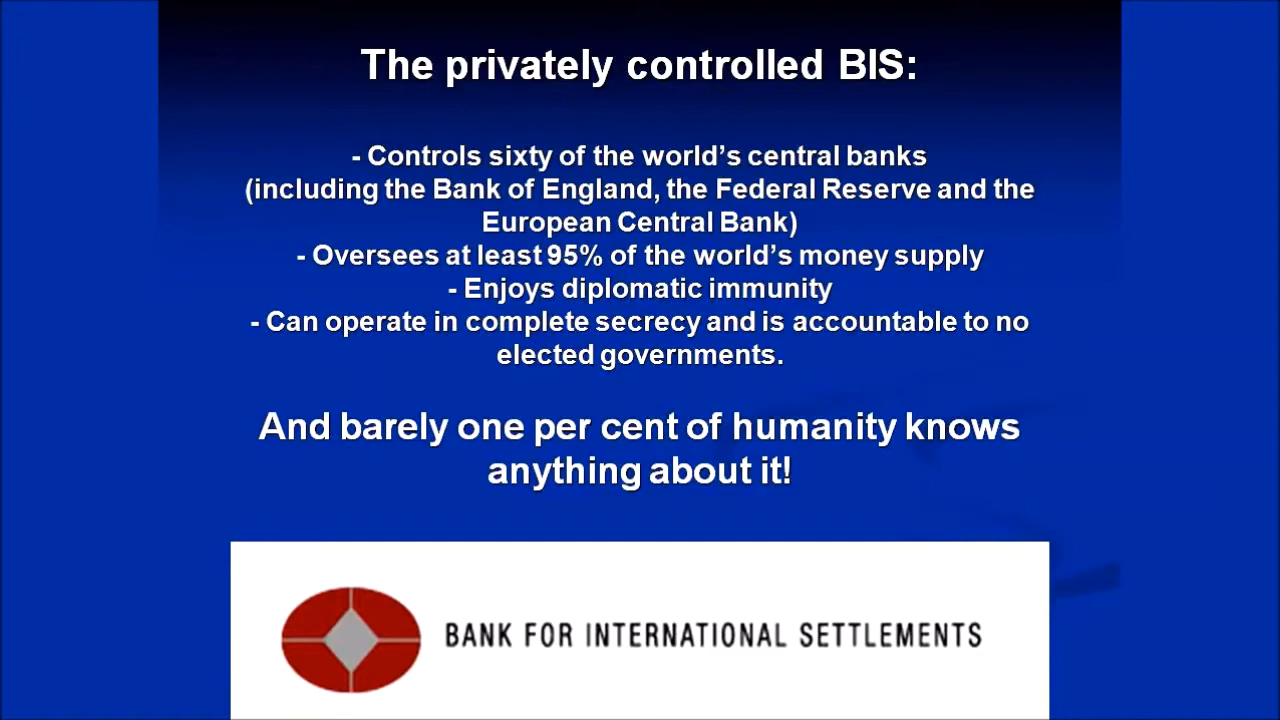 The privately controlled BIS:
- Controls sixty of the world’s central banks
(including the Bank of England, the Federal Reserve and the
European Central Bank)
- Oversees at least 95% of the world’s money supply
- Enjoys diplomatic immunity
- Can operate in complete secrecy and is accountable to no
elected governments.
And barely one per cent of humanity knows
anything about it!
BANK FOR INTERNATIONAL SETTLEMENTS